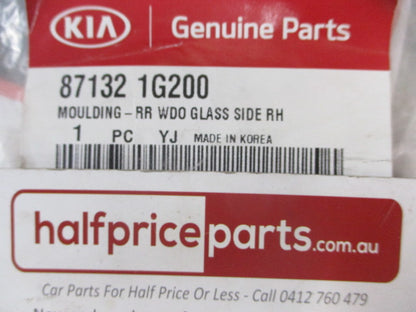 KIA Genuine Parts
87132 1G200
MOULDING-RR WDO GLASS SIDE RH
1 PC YJ MADE IN KOREA
halfpriceparts.com.au
Car Parts For Half Price Or Less - Call 0412 760 479